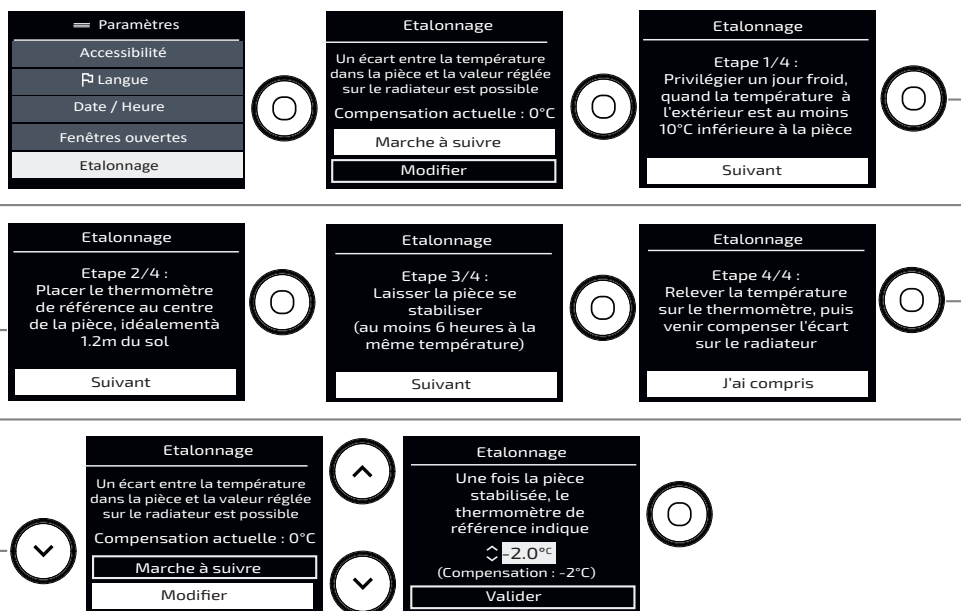 Paramètres
Accessibilité
Langue
Date / Heure
Fenêtres ouvertes
Etalonnage
Etalonnage
Un écart entre la température
dans la pièce et la valeur réglée
sur le radiateur est possible
Compensation actuelle : 0°C
Marche à suivre
Modifier
Etalonnage
Etape 1/4 :
Privilégier un jour froid,
quand la température à
l'extérieur est au moins
10°C inférieure à la pièce
Suivant
Etalonnage
Etape 2/4 :
Placer le thermomètre
de référence au centre
de la pièce, idéalementà
1.2m du sol
Suivant
Etalonnage
Etape 3/4 :
Laisser la pièce se
stabiliser
(au moins 6 heures à la
même température)
Suivant
Etalonnage
Etape 4/4 :
Relever la température
sur le thermomètre, puis
venir compenser l'écart
sur le radiateur
J'ai compris
Etalonnage
Un écart entre la température
dans la pièce et la valeur réglée
sur le radiateur est possible
Compensation actuelle : 0°C
Marche à suivre
Modifier
Etalonnage
Une fois la pièce
stabilisée, le
thermomètre de
référence indique
-2.0°C
(Compensation : -2°C)
Valider